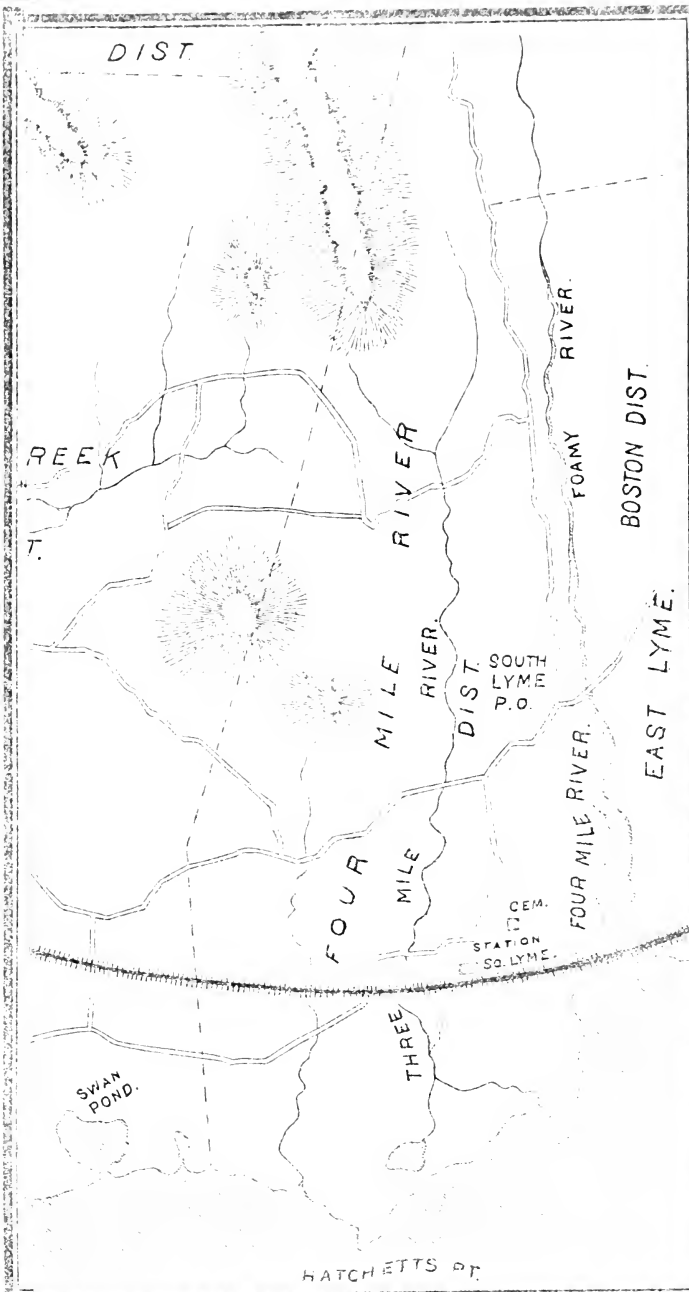 DIST.
REEK
T.
FOAMY RIVER.
BOSTON DIST.
EAST LYME.
FOUR MILE RIVER
DIST.
SOUTH
LYME
P.O.
THREE MILE RIVER.
FOUR MILE RIVER.
CEM.
STATION
SO. LYME.
SWAN
POND.
HATCHETTS PT.